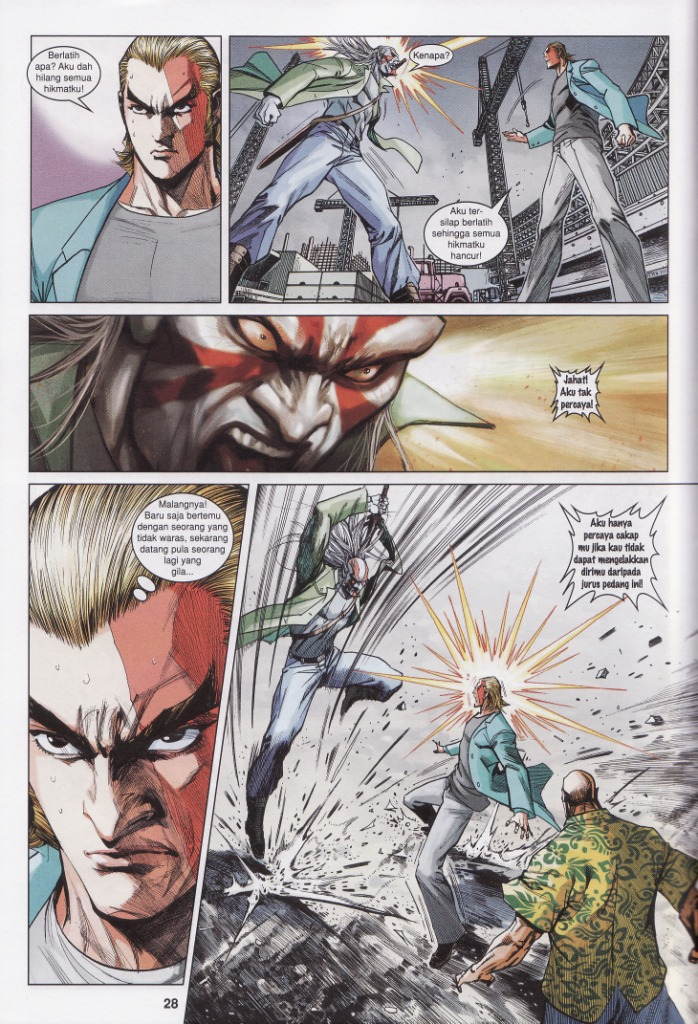 Berlatih
apa? Aku dah
hilang semua
hikmatku!
Kenapa?
Aku ter-
silap berlatih
sehingga semua
hikmatku
hancur!
Jahat!
Aku tak
percaya!
Malangnya!
Baru saja bertemu
dengan seorang yang
tidak waras, sekarang
datang pula seorang
lagi yang
gila...
Aku hanya
percaya cakap
mu jika kau tidak
dapat mengelakkan
dirimu daripada
jurus pedang ini!
28